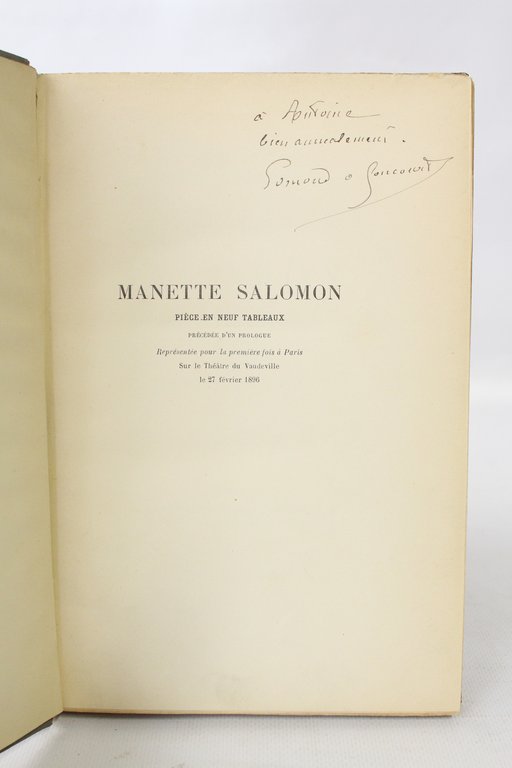 à Antoine
bien amicalement.
Edmond de Goncourt
MANETTE SALOMON
PIÈCE EN NEUF TABLEAUX
PRÉCÉDÉE D'UN PROLOGUE
Représentée pour la première fois à Paris
Sur le Théâtre du Vaudeville
le 27 février 1896